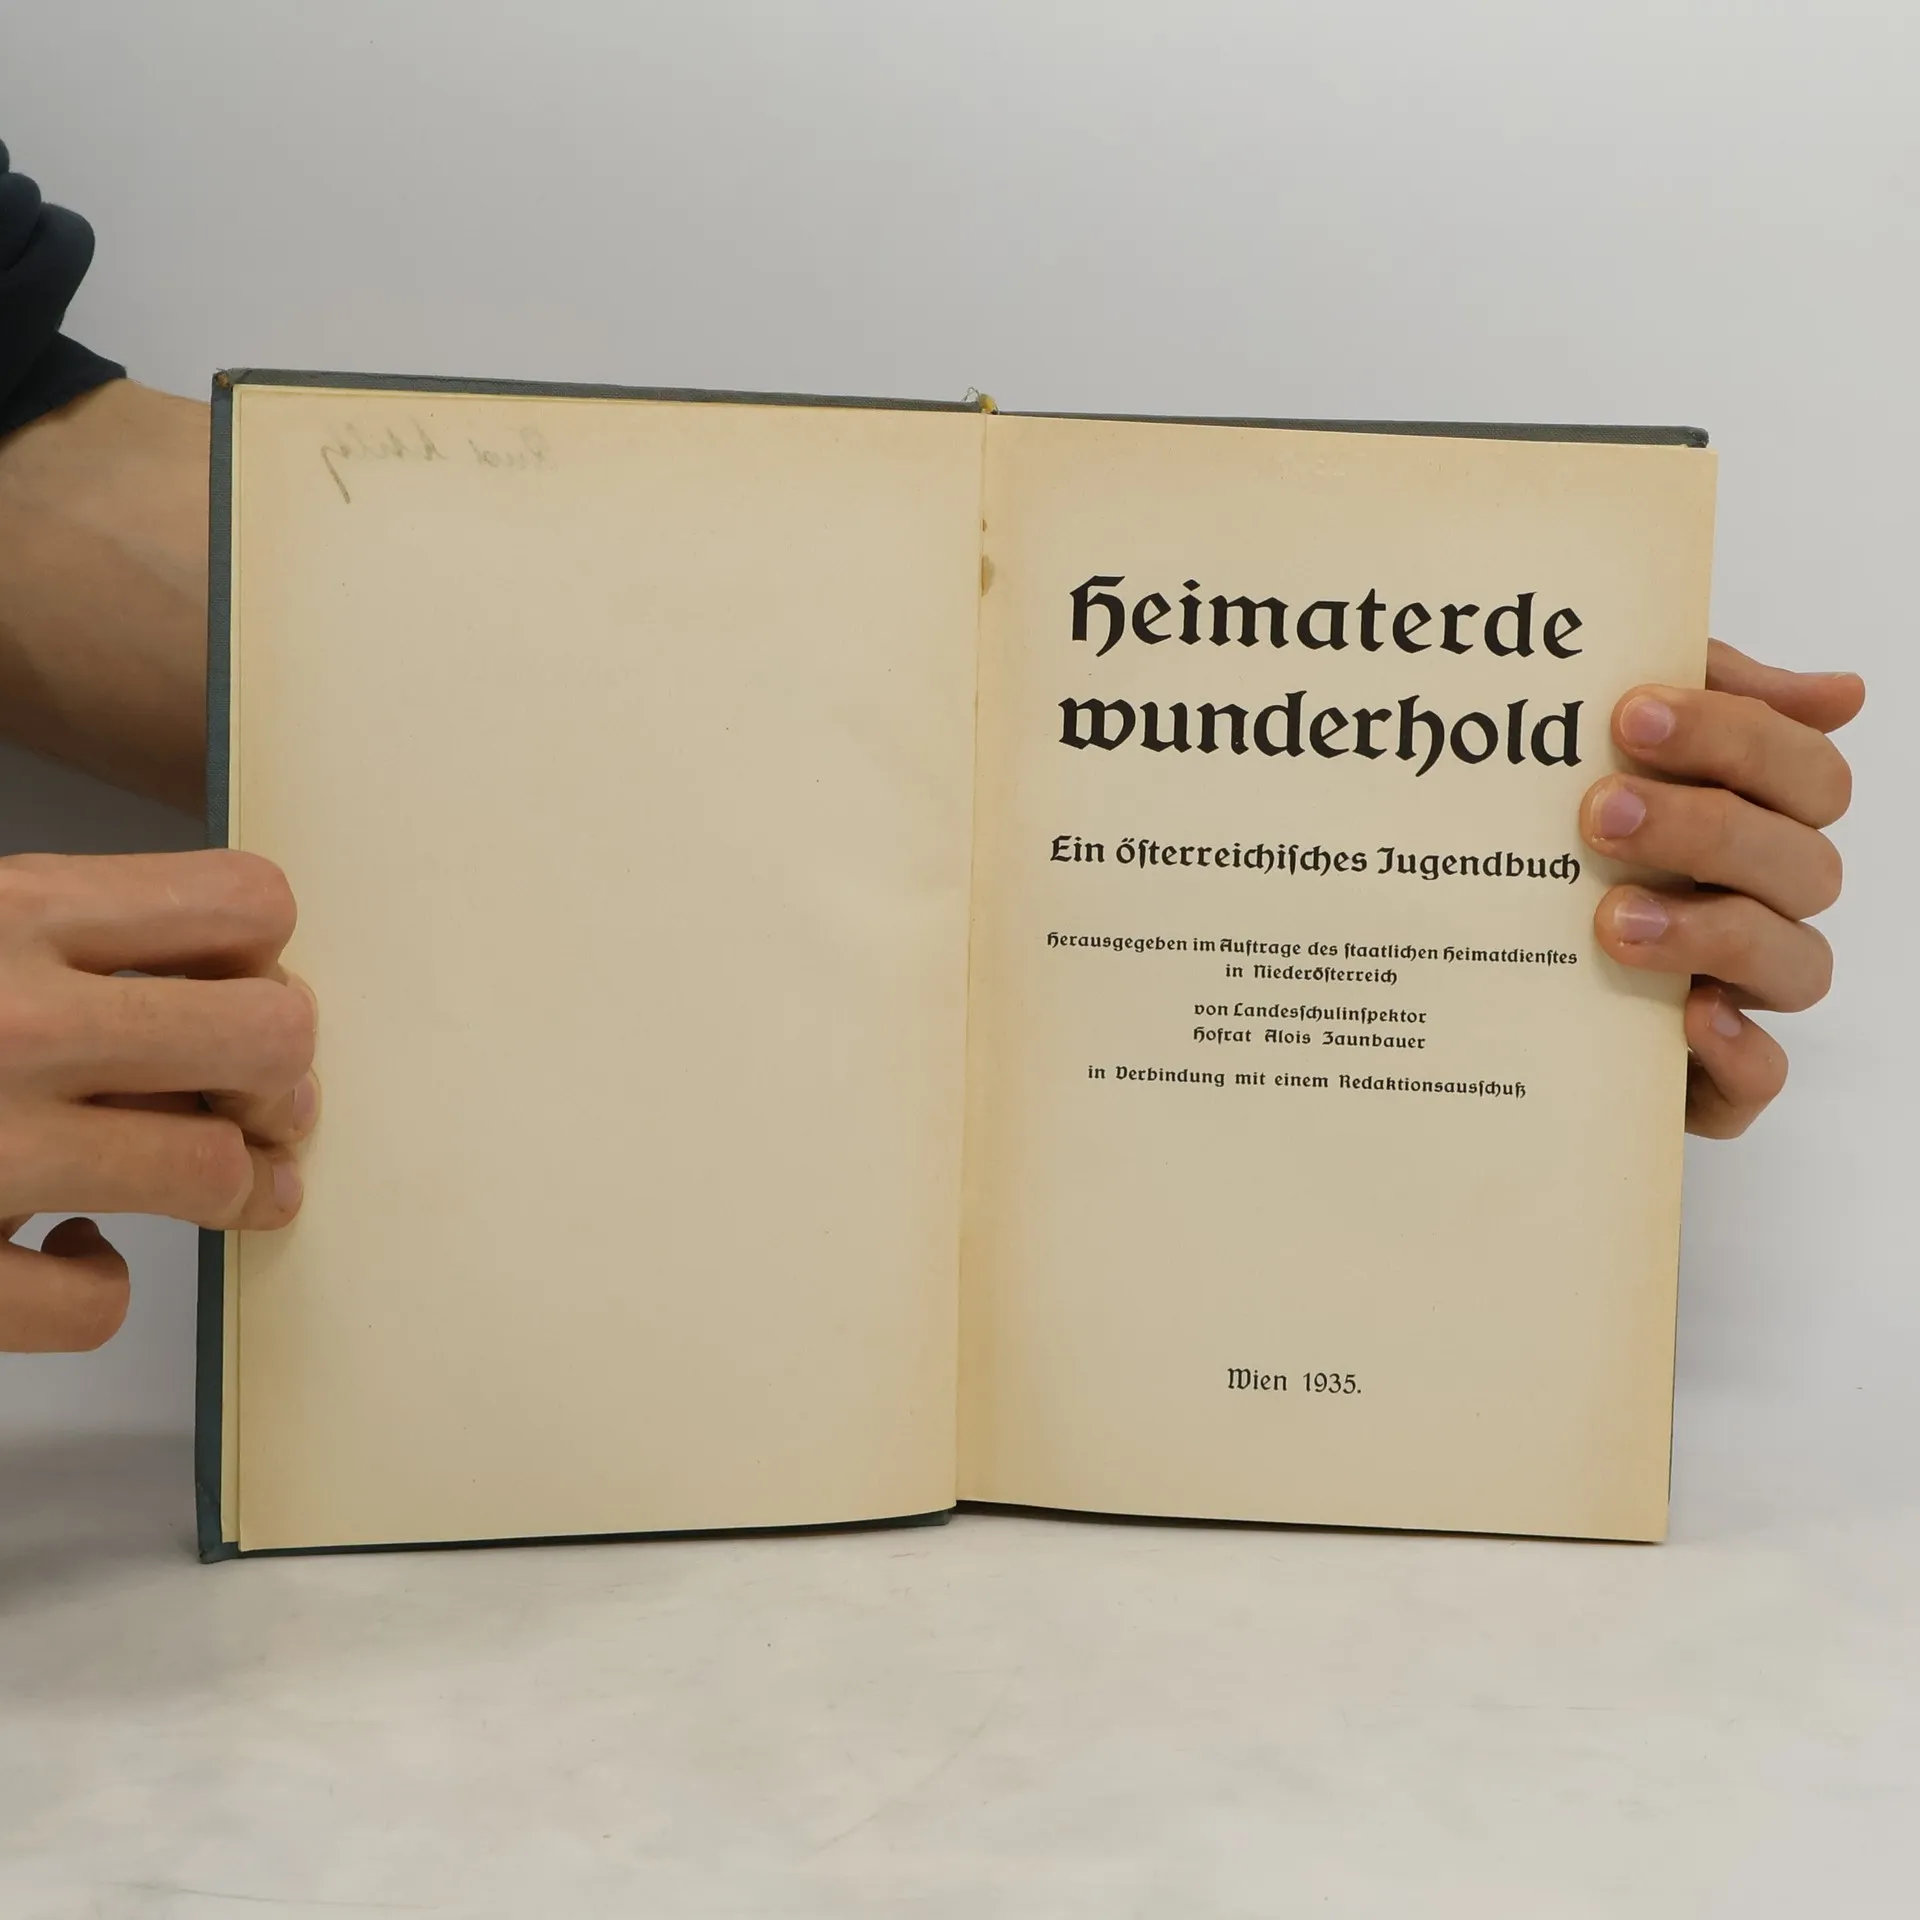 Heimaterde
wunderhold
Ein öſterreichiſches Jugendbuch
Herausgegeben im Auftrage des ſtaatlichen Heimatdienſtes
in Niederöſterreich
von Landesſchulinſpektor
Hofrat Alois Zaunbauer
in Verbindung mit einem Redaktionsausſchuß
Wien 1935.